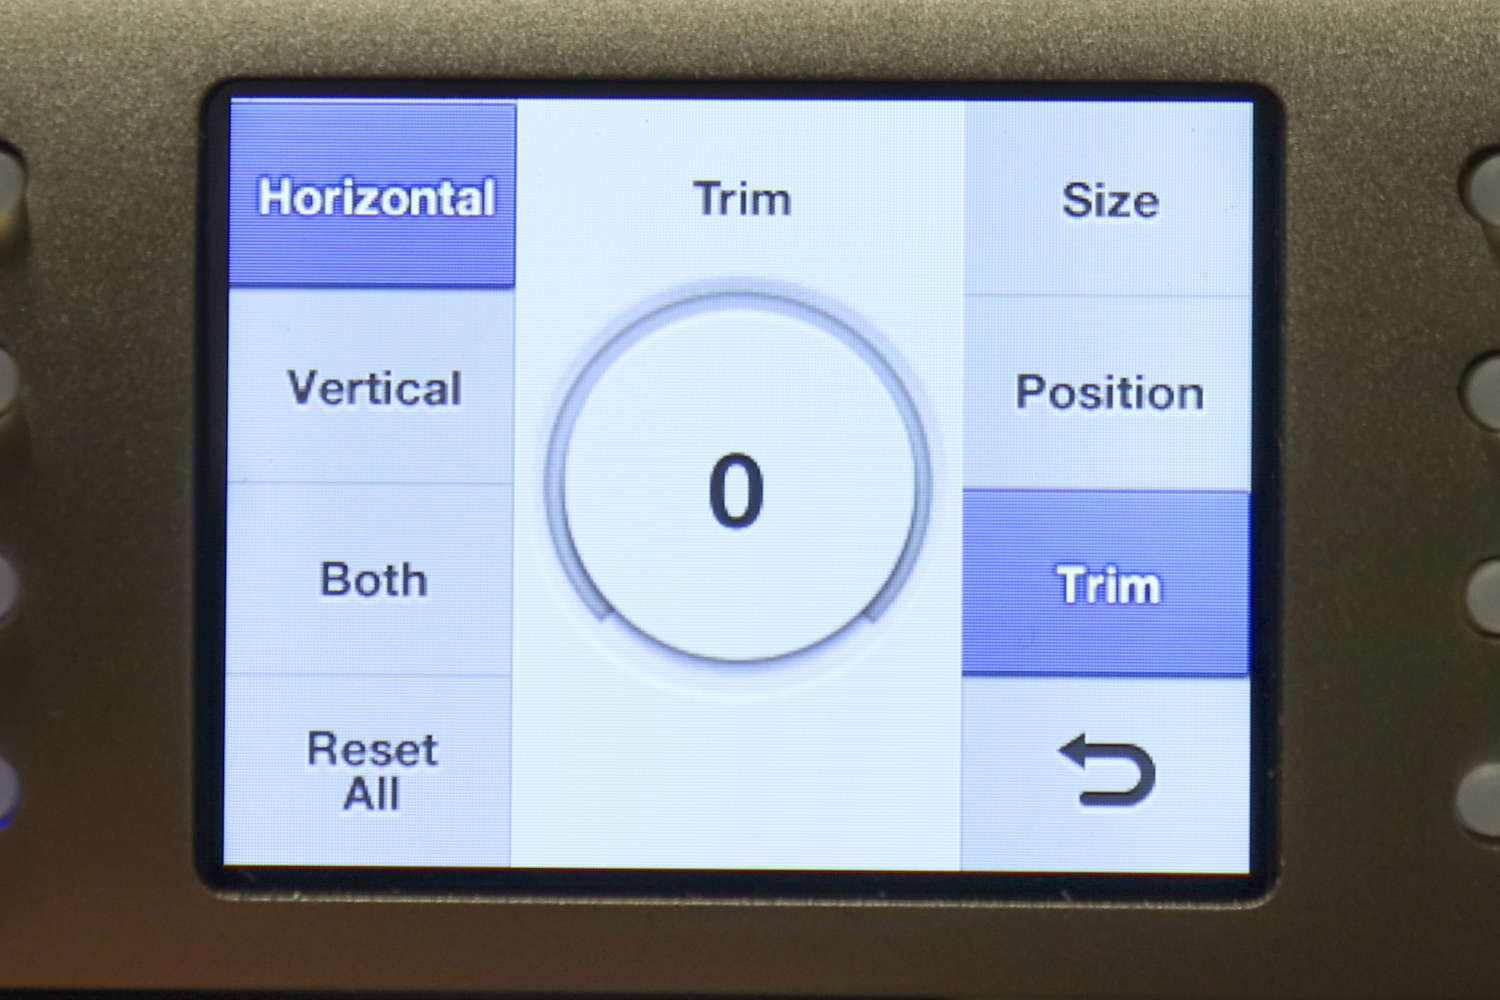 Horizontal
Trim
Size
Vertical
Position
0
Both
Trim
Reset
All